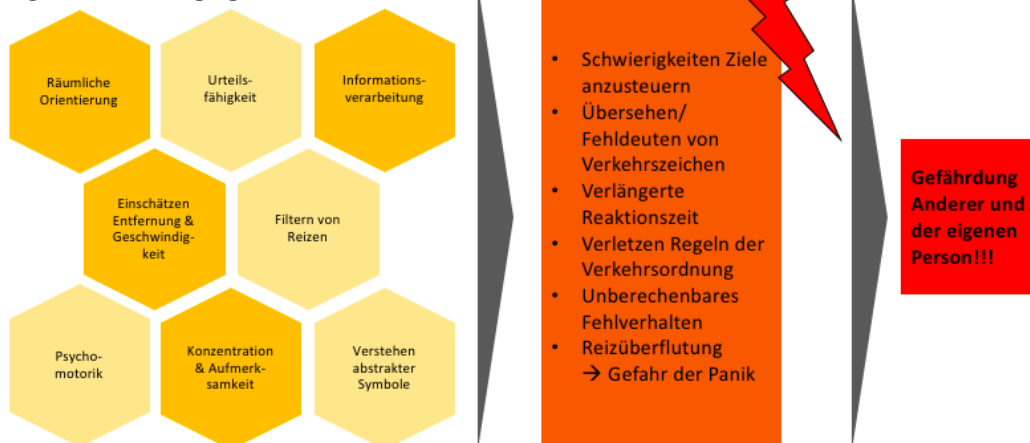 Räumliche
Orientierung
Urteils-
fähigkeit
Informations-
verarbeitung
Einschätzen
Entfernung &
Geschwindig-
keit
Filtern von
Reizen
Psycho-
motorik
Konzentration
& Aufmerk-
samkeit
Verstehen
abstrakter
Symbole
• Schwierigkeiten Ziele
anzusteuern
• Übersehen/
Fehldeuten von
Verkehrszeichen
• Verlängerte
Reaktionszeit
• Verletzen Regeln der
Verkehrsordnung
• Unberechenbares
Fehlverhalten
• Reizüberflutung
→ Gefahr der Panik
Gefährdung
Anderer und
der eigenen
Person!!!